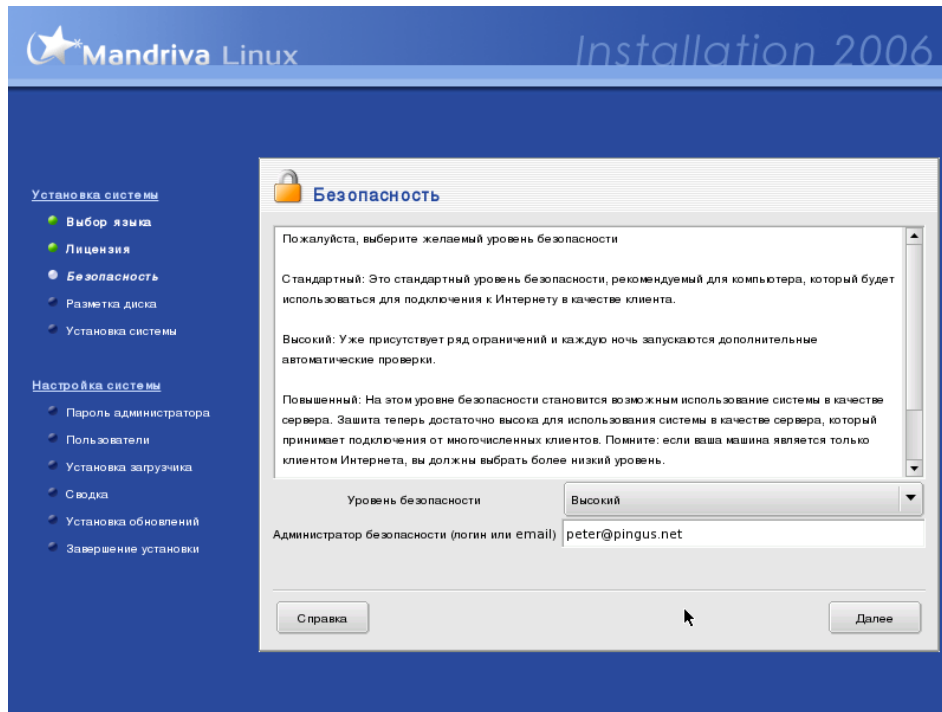 Mandriva Linux
Installation 2006
Установка системы
Выбор языка
Лицензия
Безопасность
Разметка диска
Установка системы
Настройка системы
Пароль администратора
Пользователи
Установка загрузчика
Сводка
Установка обновлений
Завершение установки
Безопасность
Пожалуйста, выберите желаемый уровень безопасности
Стандартный: Это стандартный уровень безопасности, рекомендуемый для компьютера, который будет
использоваться для подключения к Интернету в качестве клиента.
Высокий: Уже присутствует ряд ограничений и каждую ночь запускаются дополнительные
автоматические проверки.
Повышенный: На этом уровне безопасности становится возможным использование системы в качестве
сервера. Зашита теперь достаточно высока для использования системы в качестве сервера, который
принимает подключения от многочисленных клиентов. Помните: если ваша машина является только
клиентом Интернета, вы должны выбрать более низкий уровень.
Уровень безопасности
Высокий
Администратор безопасности (логин или email)
peter@pingus.net
Справка
Далее